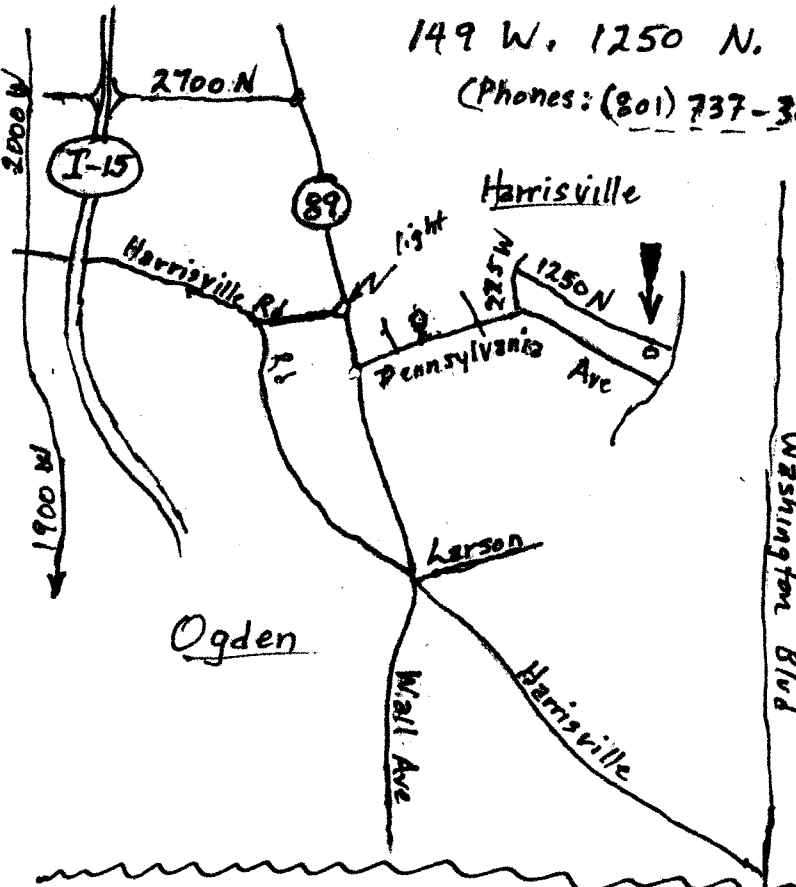 149 W. 1250 N.
(Phones: (801) 737-3
2700 N
2000 W
I-15
89
Harrisville
light
Harrisville Rd
225 W
1250 N
Pennsylvania
Ave
Rd
1900 W
Larson
Washington Blvd
Ogden
Wall Ave
Harrisville